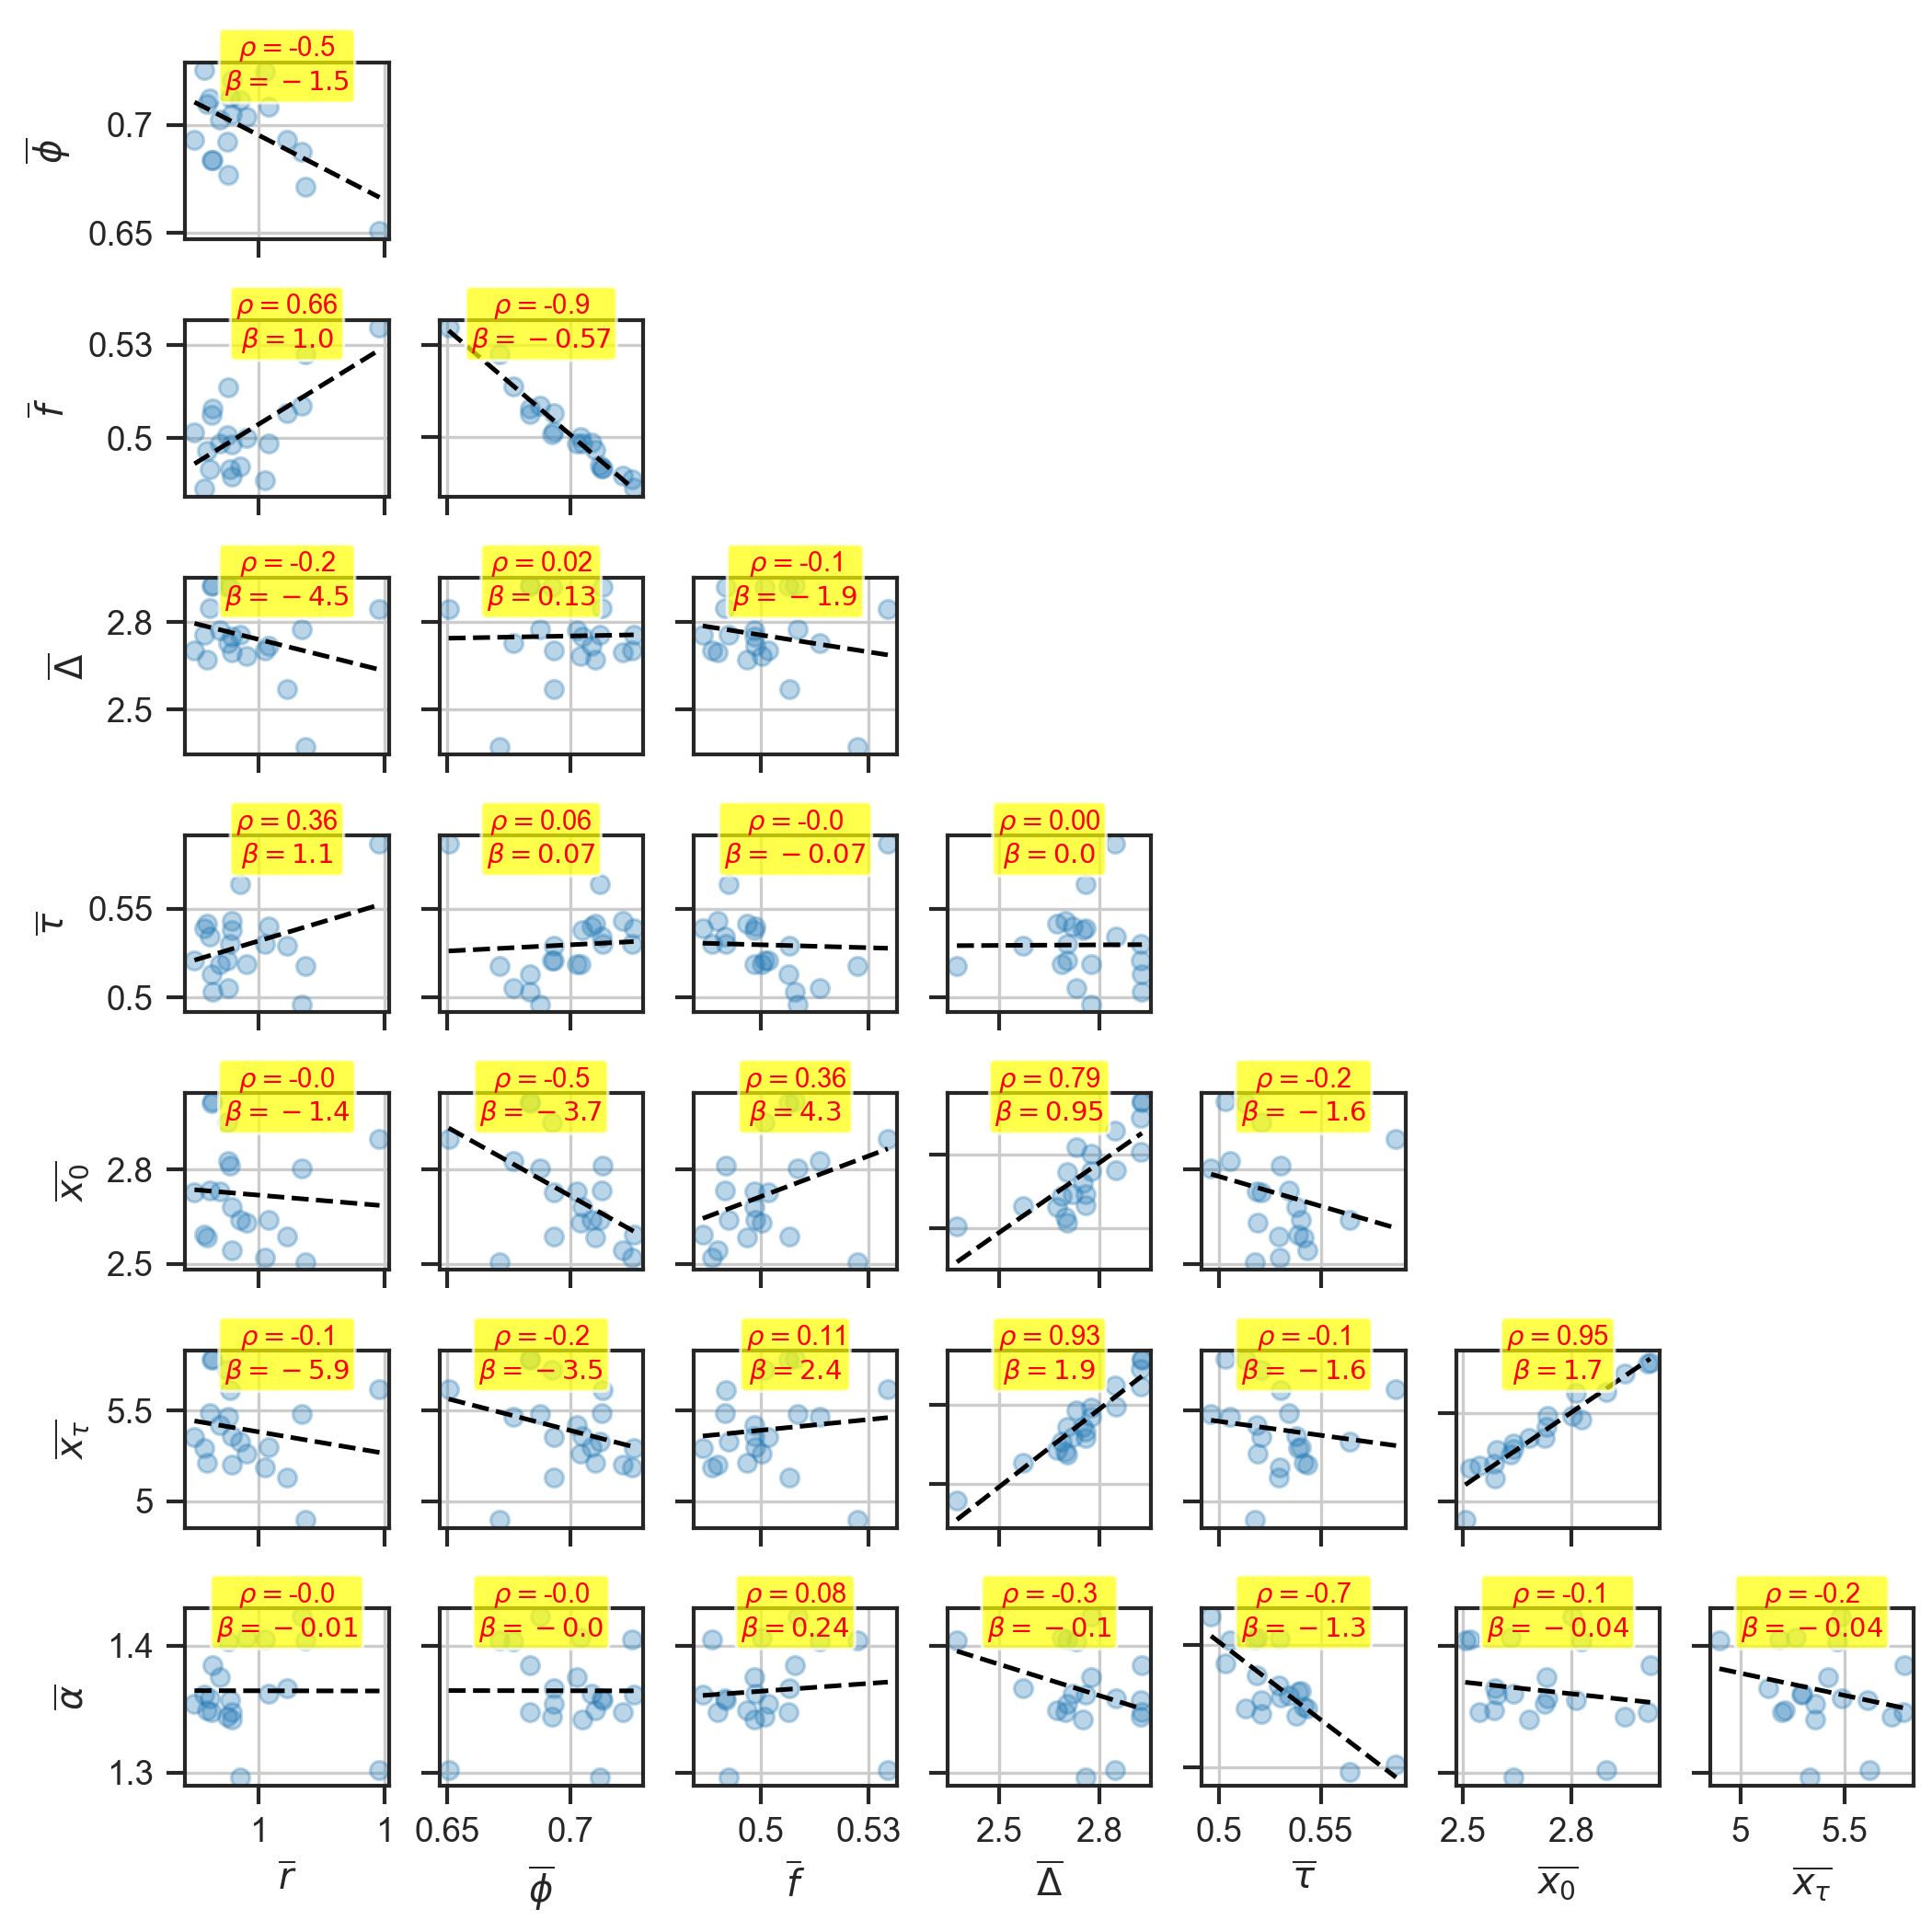 ρ = -0.5
β = − 1.5
0.7
0.65
ϕ̅
ρ = 0.66
β = 1.0
ρ = -0.9
β = − 0.57
0.53
0.5
f̅
ρ = -0.2
β = − 4.5
ρ = 0.02
β = 0.13
ρ = -0.1
β = − 1.9
2.8
2.5
Δ̅
ρ = 0.36
β = 1.1
ρ = 0.06
β = 0.07
ρ = -0.0
β = − 0.07
ρ = 0.00
β = 0.0
0.55
0.5
τ̅
ρ = -0.0
β = − 1.4
ρ = -0.5
β = − 3.7
ρ = 0.36
β = 4.3
ρ = 0.79
β = 0.95
ρ = -0.2
β = − 1.6
2.8
2.5
x̅₀
ρ = -0.1
β = − 5.9
ρ = -0.2
β = − 3.5
ρ = 0.11
β = 2.4
ρ = 0.93
β = 1.9
ρ = -0.1
β = − 1.6
ρ = 0.95
β = 1.7
5.5
5
x̅_τ
ρ = -0.0
β = − 0.01
ρ = -0.0
β = − 0.0
ρ = 0.08
β = 0.24
ρ = -0.3
β = − 0.1
ρ = -0.7
β = − 1.3
ρ = -0.1
β = − 0.04
ρ = -0.2
β = − 0.04
1.4
1.3
α̅
1 1 0.65 0.7 0.5 0.53 2.5 2.8 0.5 0.55 2.5 2.8 5 5.5
r̅ ϕ̅ f̅ Δ̅ τ̅ x̅₀ x̅_τ